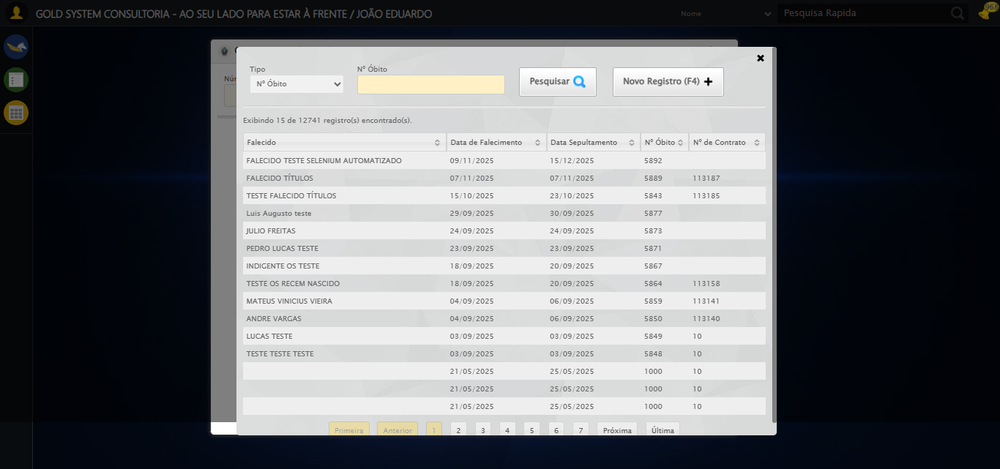 GOLD SYSTEM CONSULTORIA - AO SEU LADO PARA ESTAR À FRENTE / JOÃO EDUARDO
Nome
Pesquisa Rapida
968
Tipo
Nº Óbito
Nº Óbito
Pesquisar
Novo Registro (F4)
Exibindo 15 de 12741 registro(s) encontrado(s).
Falecido Data de Falecimento Data Sepultamento Nº Óbito Nº de Contrato
FALECIDO TESTE SELENIUM AUTOMATIZADO 09/11/2025 15/12/2025 5892
FALECIDO TÍTULOS 07/11/2025 07/11/2025 5889 113187
TESTE FALECIDO TÍTULOS 15/10/2025 23/10/2025 5843 113185
Luis Augusto teste 29/09/2025 30/09/2025 5877
JULIO FREITAS 24/09/2025 24/09/2025 5873
PEDRO LUCAS TESTE 23/09/2025 23/09/2025 5871
INDIGENTE OS TESTE 18/09/2025 20/09/2025 5867
TESTE OS RECEM NASCIDO 18/09/2025 20/09/2025 5864 113158
MATEUS VINICIUS VIEIRA 04/09/2025 06/09/2025 5859 113141
ANDRE VARGAS 04/09/2025 06/09/2025 5850 113140
LUCAS TESTE 03/09/2025 03/09/2025 5849 10
TESTE TESTE TESTE 03/09/2025 03/09/2025 5848 10
21/05/2025 25/05/2025 1000 10
21/05/2025 25/05/2025 1000 10
21/05/2025 25/05/2025 1000 10
Primeira Anterior 1 2 3 4 5 6 7 Próxima Última